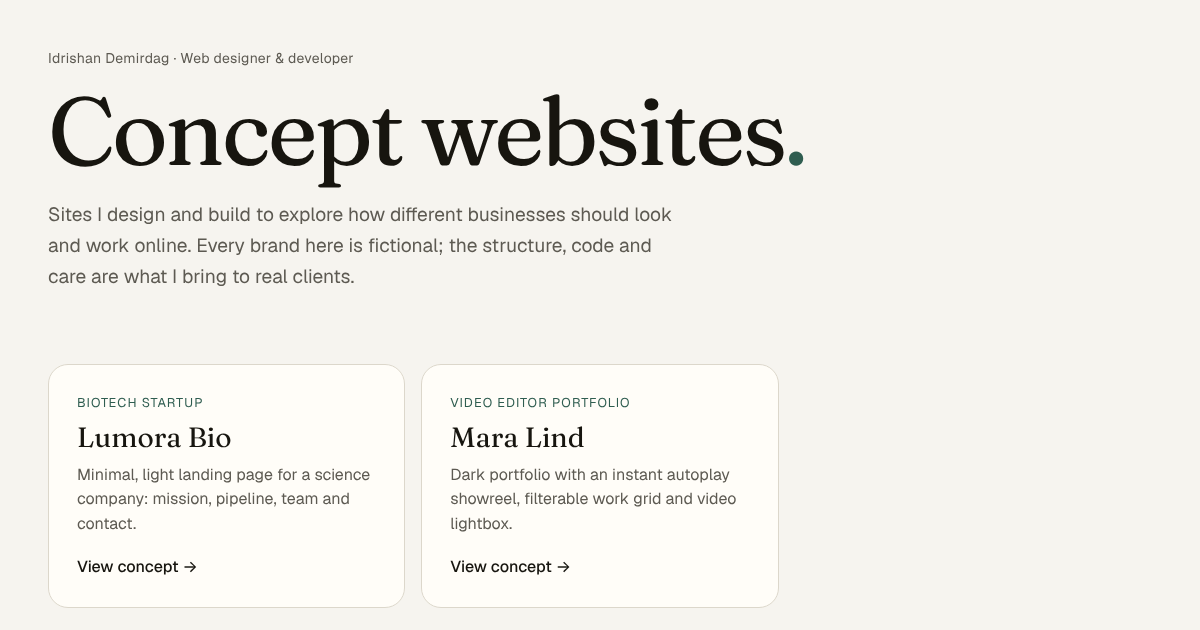 Idrishan Demirdag · Web designer & developer
Concept websites.
Sites I design and build to explore how different businesses should look
and work online. Every brand here is fictional; the structure, code and
care are what I bring to real clients.
BIOTECH STARTUP
Lumora Bio
Minimal, light landing page for a science
company: mission, pipeline, team and
contact.
View concept →
VIDEO EDITOR PORTFOLIO
Mara Lind
Dark portfolio with an instant autoplay
showreel, filterable work grid and video
lightbox.
View concept →